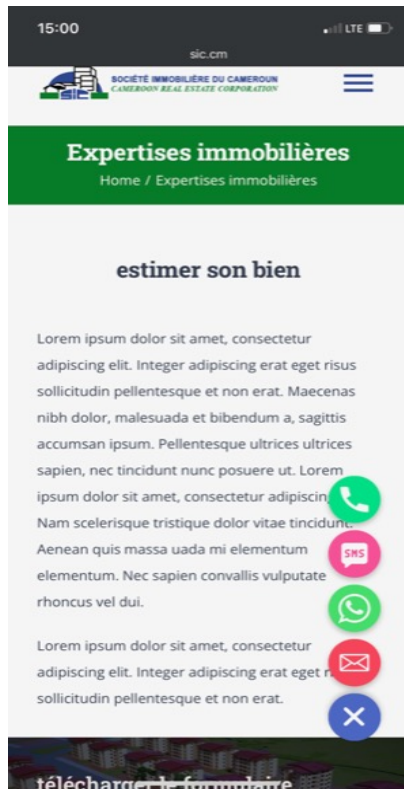 15:00
LTE
sic.cm
SOCIÉTÉ IMMOBILIÈRE DU CAMEROUN
CAMEROON REAL ESTATE CORPORATION
SIC
Expertises immobilières
Home / Expertises immobilières
estimer son bien
Lorem ipsum dolor sit amet, consectetur
adipiscing elit. Integer adipiscing erat eget risus
sollicitudin pellentesque et non erat. Maecenas
nibh dolor, malesuada et bibendum a, sagittis
accumsan ipsum. Pellentesque ultrices ultrices
sapien, nec tincidunt nunc posuere ut. Lorem
ipsum dolor sit amet, consectetur adipiscin
Nam scelerisque tristique dolor vitae tincidunt.
Aenean quis massa uada mi elementum
SMS
elementum. Nec sapien convallis vulputate
rhoncus vel dui.
Lorem ipsum dolor sit amet, consectetur
adipiscing elit. Integer adipiscing erat eget r
sollicitudin pellentesque et non erat.
télécharger le formulaire